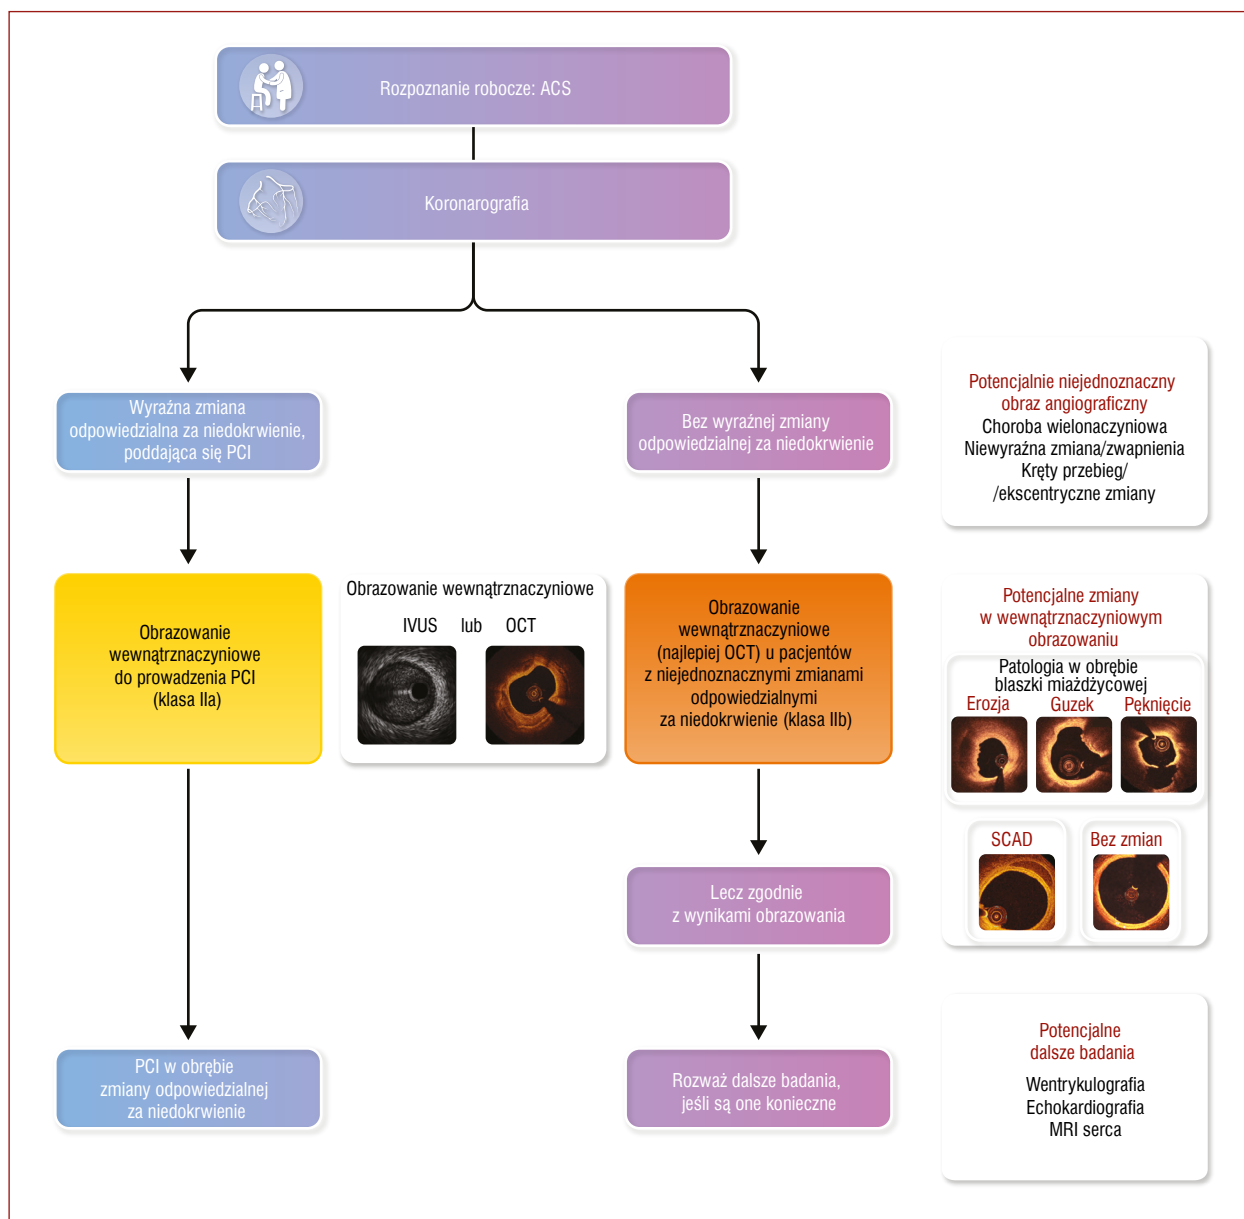 Rozpoznanie robocze: ACS
Koronarografia
Wyraźna zmiana
odpowiedzialna za niedokrwienie,
poddająca się PCI
Bez wyraźnej zmiany
odpowiedzialnej za niedokrwienie
Potencjalnie niejednoznaczny
obraz angiograficzny
Choroba wielonaczyniowa
Niewyraźna zmiana/zwapnienia
Kręty przebieg/
/ekscentryczne zmiany
Obrazowanie
wewnątrznaczyniowe
do prowadzenia PCI
(klasa IIa)
Obrazowanie wewnątrznaczyniowe
IVUS lub OCT
Obrazowanie
wewnątrznaczyniowe
(najlepiej OCT) u pacjentów
z niejednoznacznymi zmianami
odpowiedzialnymi
za niedokrwienie (klasa IIb)
Potencjalne zmiany
w wewnątrznaczyniowym
obrazowaniu
Patologia w obrębie
blaszki miażdżycowej
Erozja Guzek Pęknięcie
SCAD Bez zmian
Lecz zgodnie
z wynikami obrazowania
PCI w obrębie
zmiany odpowiedzialnej
za niedokrwienie
Rozważ dalsze badania,
jeśli są one konieczne
Potencjalne
dalsze badania
Wentrykulografia
Echokardiografia
MRI serca